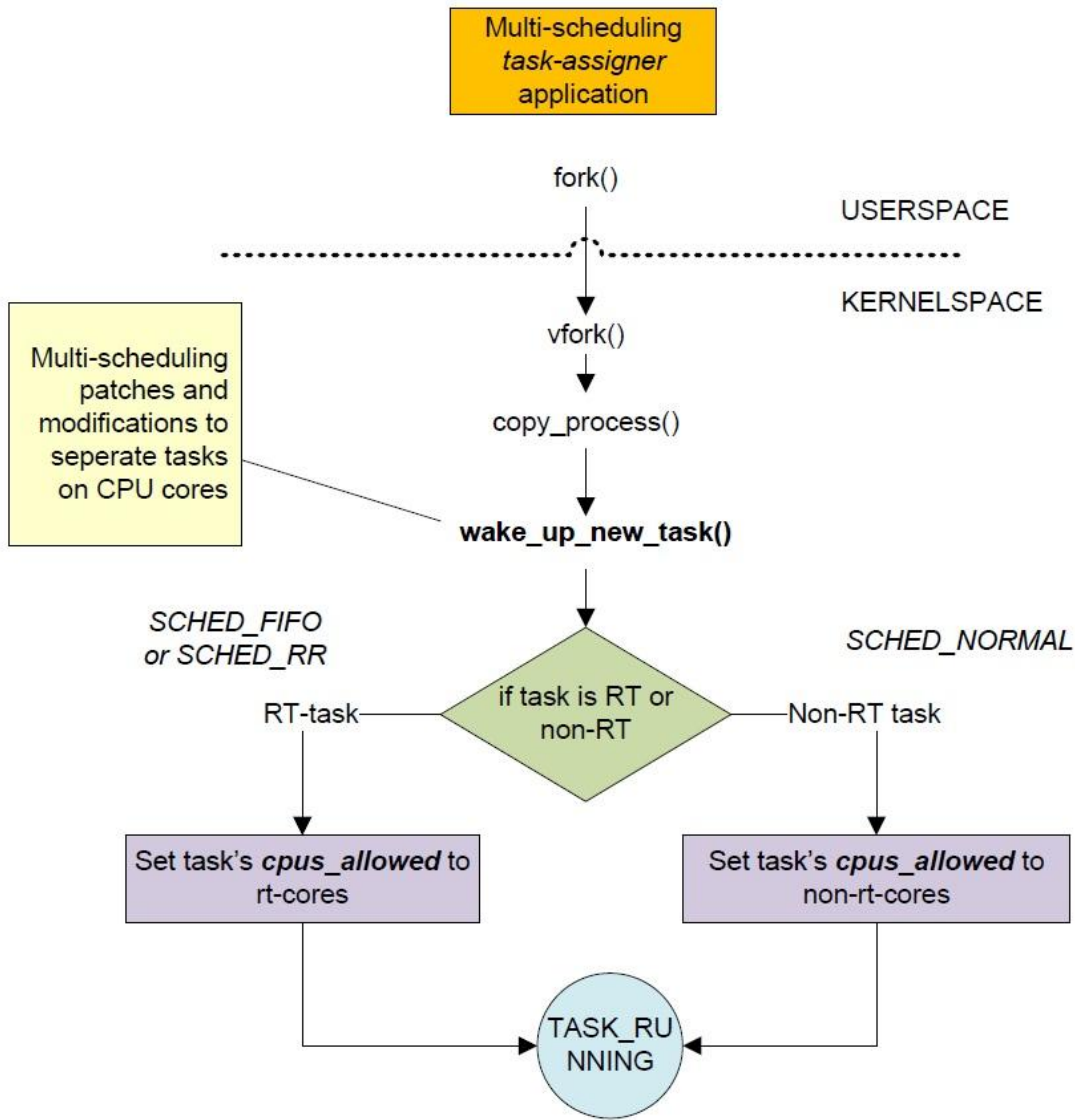 Multi-scheduling
task-assigner
application
fork()
USERSPACE
KERNELSPACE
vfork()
Multi-scheduling
patches and
modifications to
seperate tasks
on CPU cores
copy_process()
wake_up_new_task()
SCHED_FIFO
or SCHED_RR
SCHED_NORMAL
if task is RT or
non-RT
RT-task
Non-RT task
Set task's cpus_allowed to
rt-cores
Set task's cpus_allowed to
non-rt-cores
TASK_RU
NNING